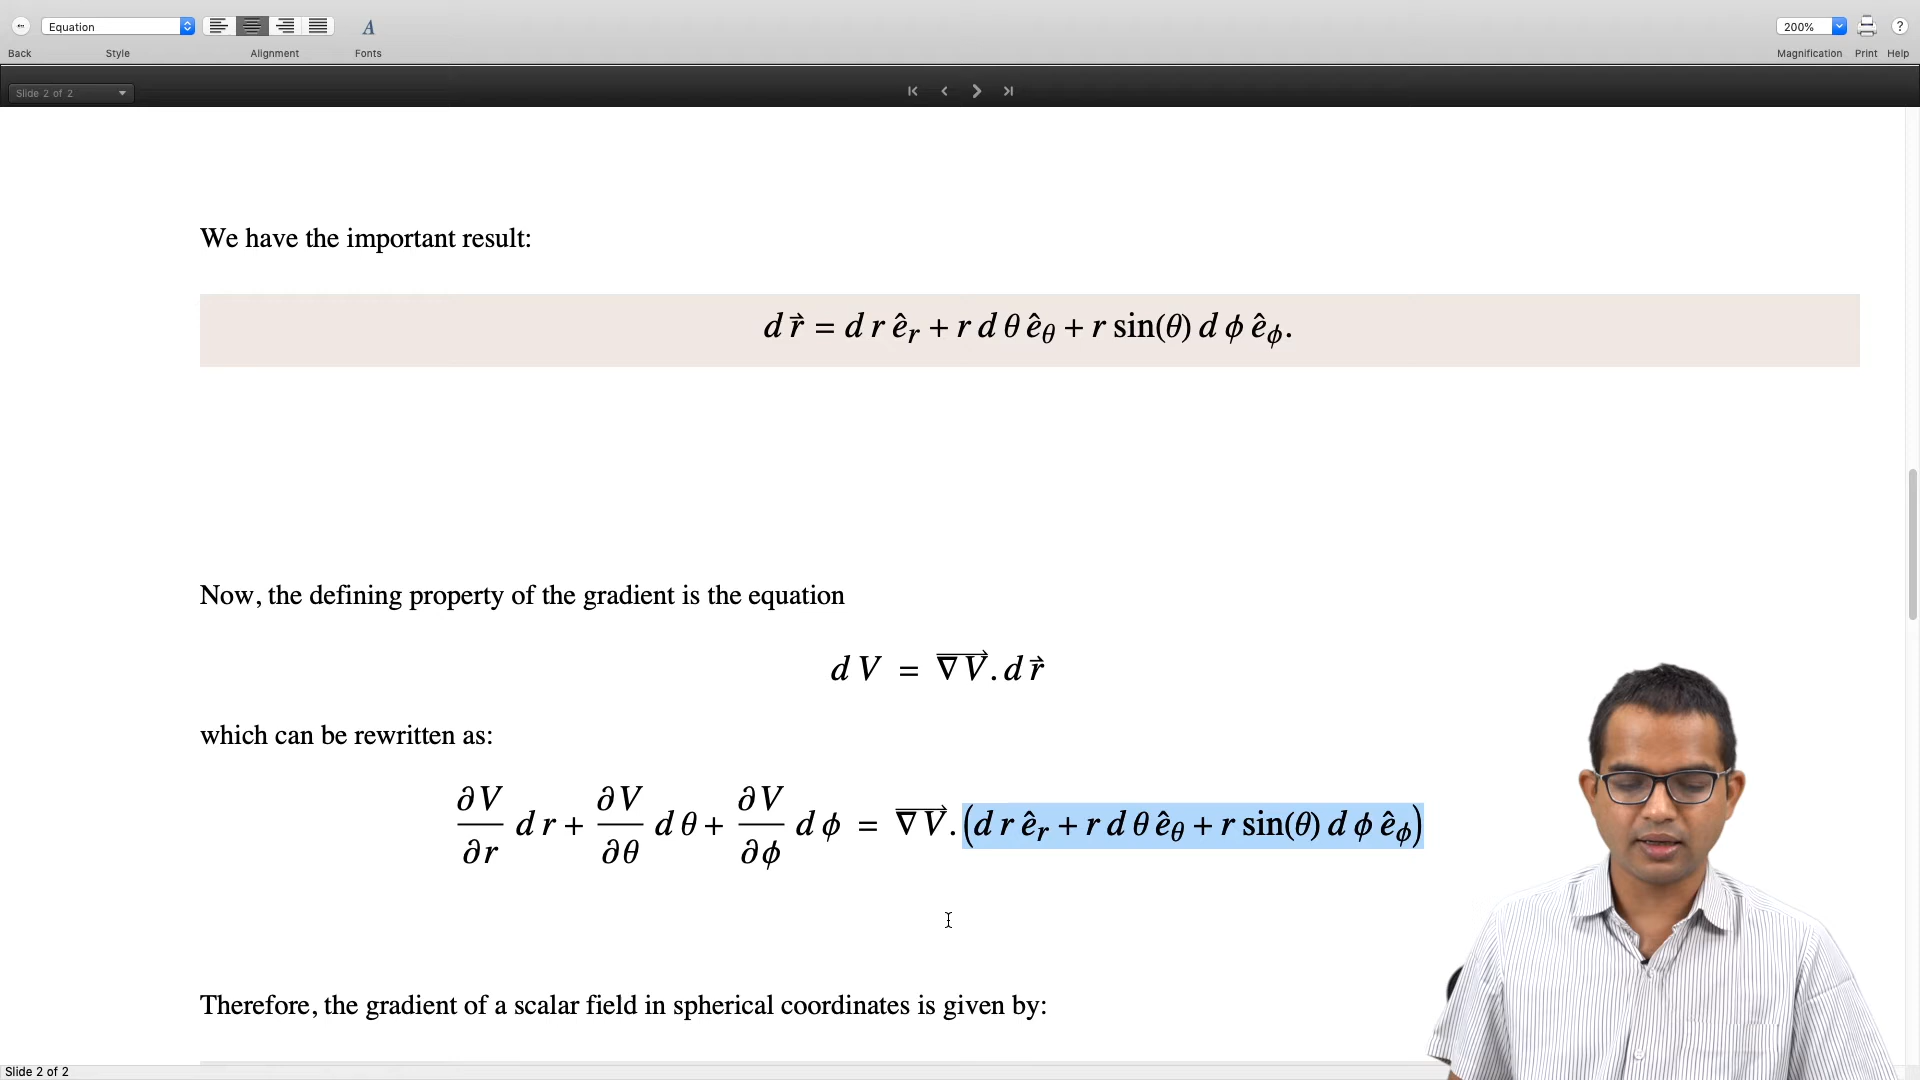 Equation
200%
Back
Style
Alignment
Fonts
Magnification
Print
Help
Slide 2 of 2
We have the important result:
d r⃗ = d r ê_r + r d θ ê_θ + r sin(θ) d ϕ ê_ϕ.
Now, the defining property of the gradient is the equation
d V = ∇V⃗ . d r⃗
which can be rewritten as:
∂V/∂r d r + ∂V/∂θ d θ + ∂V/∂ϕ d ϕ = ∇V⃗ . (d r ê_r + r d θ ê_θ + r sin(θ) d ϕ ê_ϕ)
Therefore, the gradient of a scalar field in spherical coordinates is given by:
Slide 2 of 2